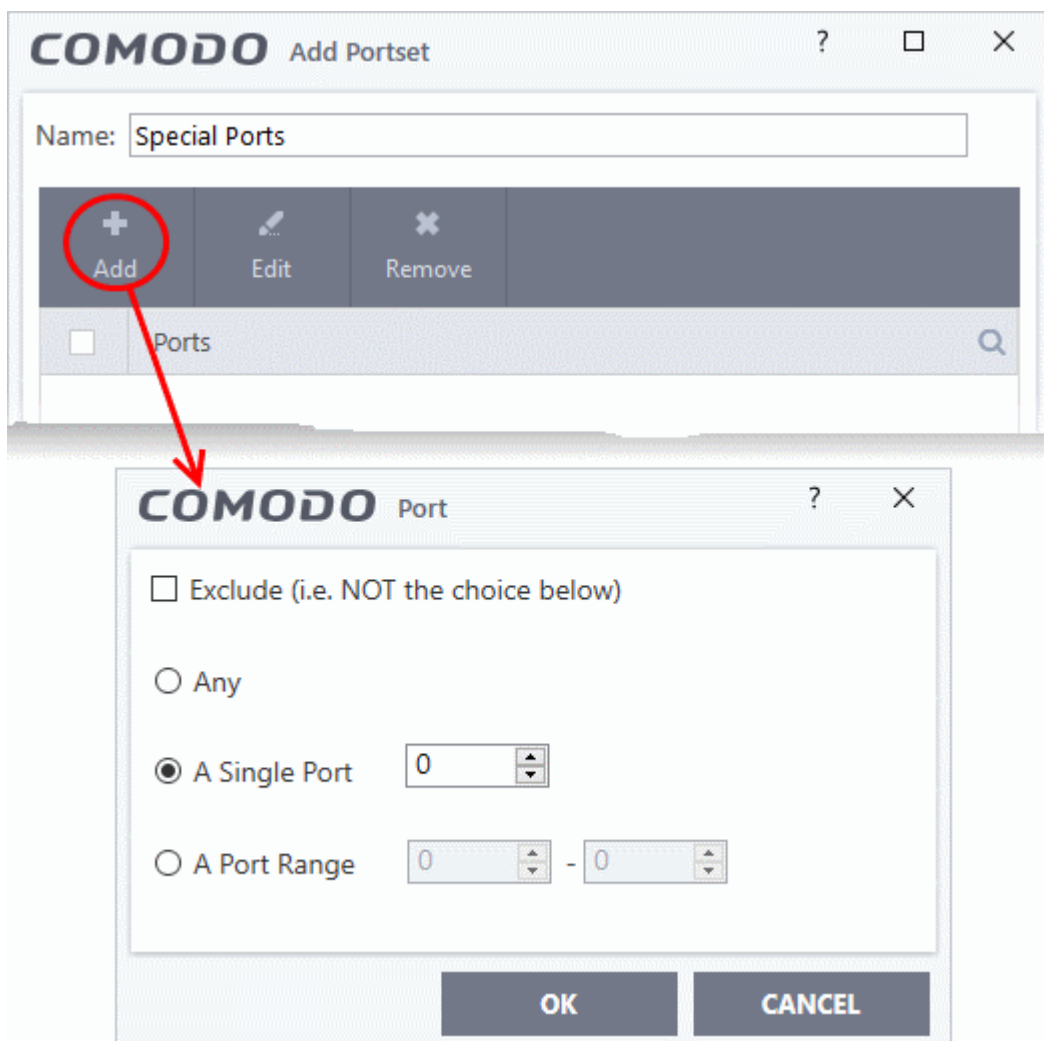 COMODO Add Portset ?
Name: Special Ports
Add Edit Remove
Ports
COMODO Port ?
Exclude (i.e. NOT the choice below)
Any
A Single Port 0
A Port Range 0 - 0
OK CANCEL